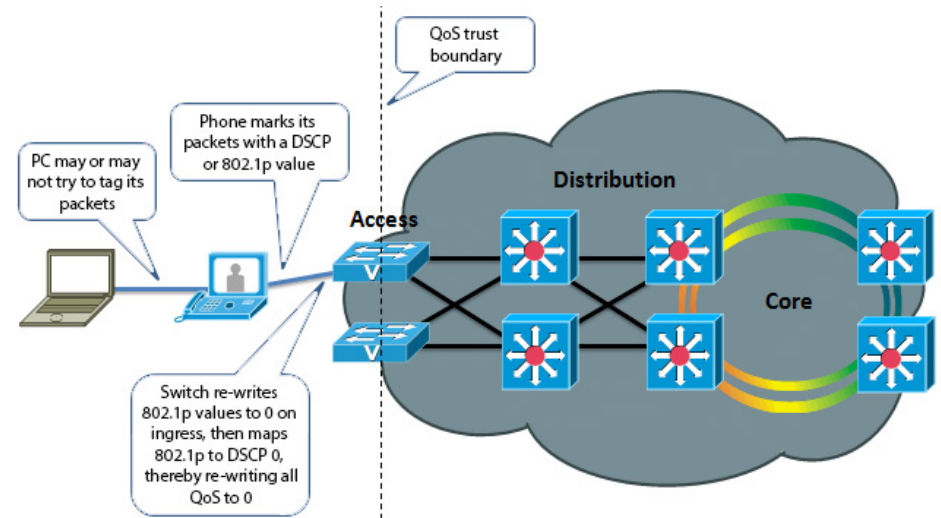 QoS trust
boundary
Phone marks its
packets with a DSCP
or 802.1p value
PC may or may
not try to tag its
packets
Distribution
Access
V
Core
V
Switch re-writes
802.1p values to 0 on
ingress, then maps
802.1p to DSCP 0,
thereby re-writing all
QoS to 0